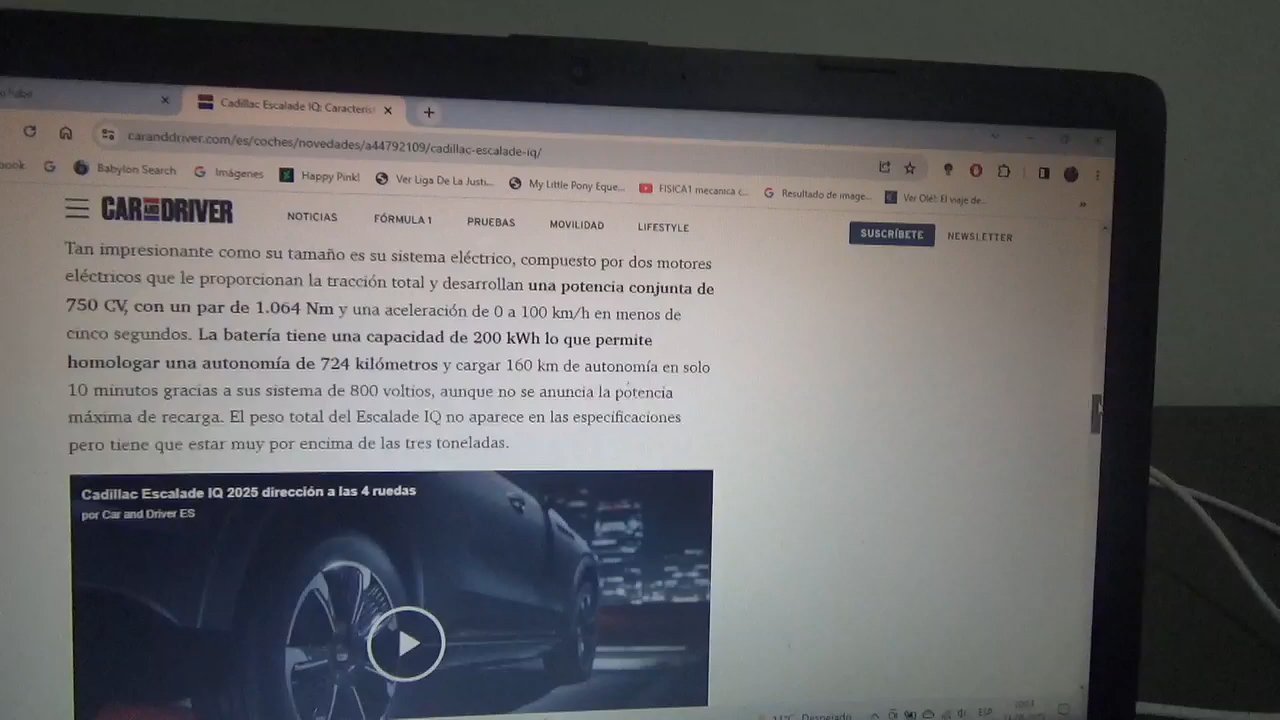 Cadillac Escalade IQ: Caracterist
caranddriver.com/es/coches/novedades/a44792109/cadillac-escalade-iq/
Babylon Search
Imágenes
Happy Pink!
Ver Liga De La Justi...
My Little Pony Eque...
FISICA1 mecanica c...
Resultado de image...
Ver Olé!: El viaje de...
CAR AND DRIVER
NOTICIAS
FÓRMULA 1
PRUEBAS
MOVILIDAD
LIFESTYLE
SUSCRÍBETE
NEWSLETTER
Tan impresionante como su tamaño es su sistema eléctrico, compuesto por dos motores
eléctricos que le proporcionan la tracción total y desarrollan una potencia conjunta de
750 CV, con un par de 1.064 Nm y una aceleración de 0 a 100 km/h en menos de
cinco segundos. La batería tiene una capacidad de 200 kWh lo que permite
homologar una autonomía de 724 kilómetros y cargar 160 km de autonomía en solo
10 minutos gracias a sus sistema de 800 voltios, aunque no se anuncia la potencia
máxima de recarga. El peso total del Escalade IQ no aparece en las especificaciones
pero tiene que estar muy por encima de las tres toneladas.
Cadillac Escalade IQ 2025 dirección a las 4 ruedas
por Car and Driver ES
Despejado
ESP